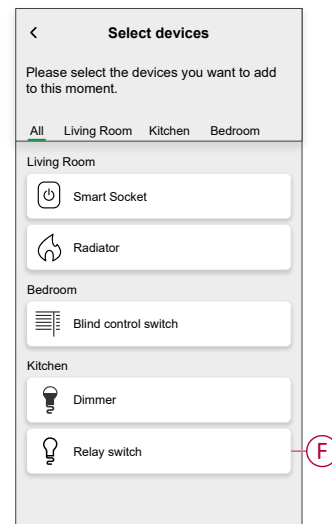 Select devices
Please select the devices you want to add
to this moment.
All Living Room Kitchen Bedroom
Living Room
Smart Socket
Radiator
Bedroom
Blind control switch
Kitchen
Dimmer
Relay switch
F